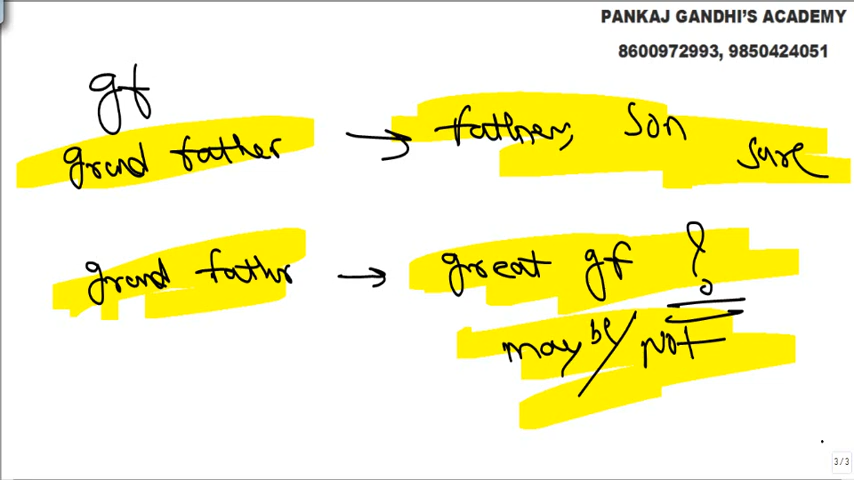 PANKAJ GANDHI'S ACADEMY
8600972993, 9850424051
gf
grand father → father, son sure
grand father → great gf ?
may be/not
3/3